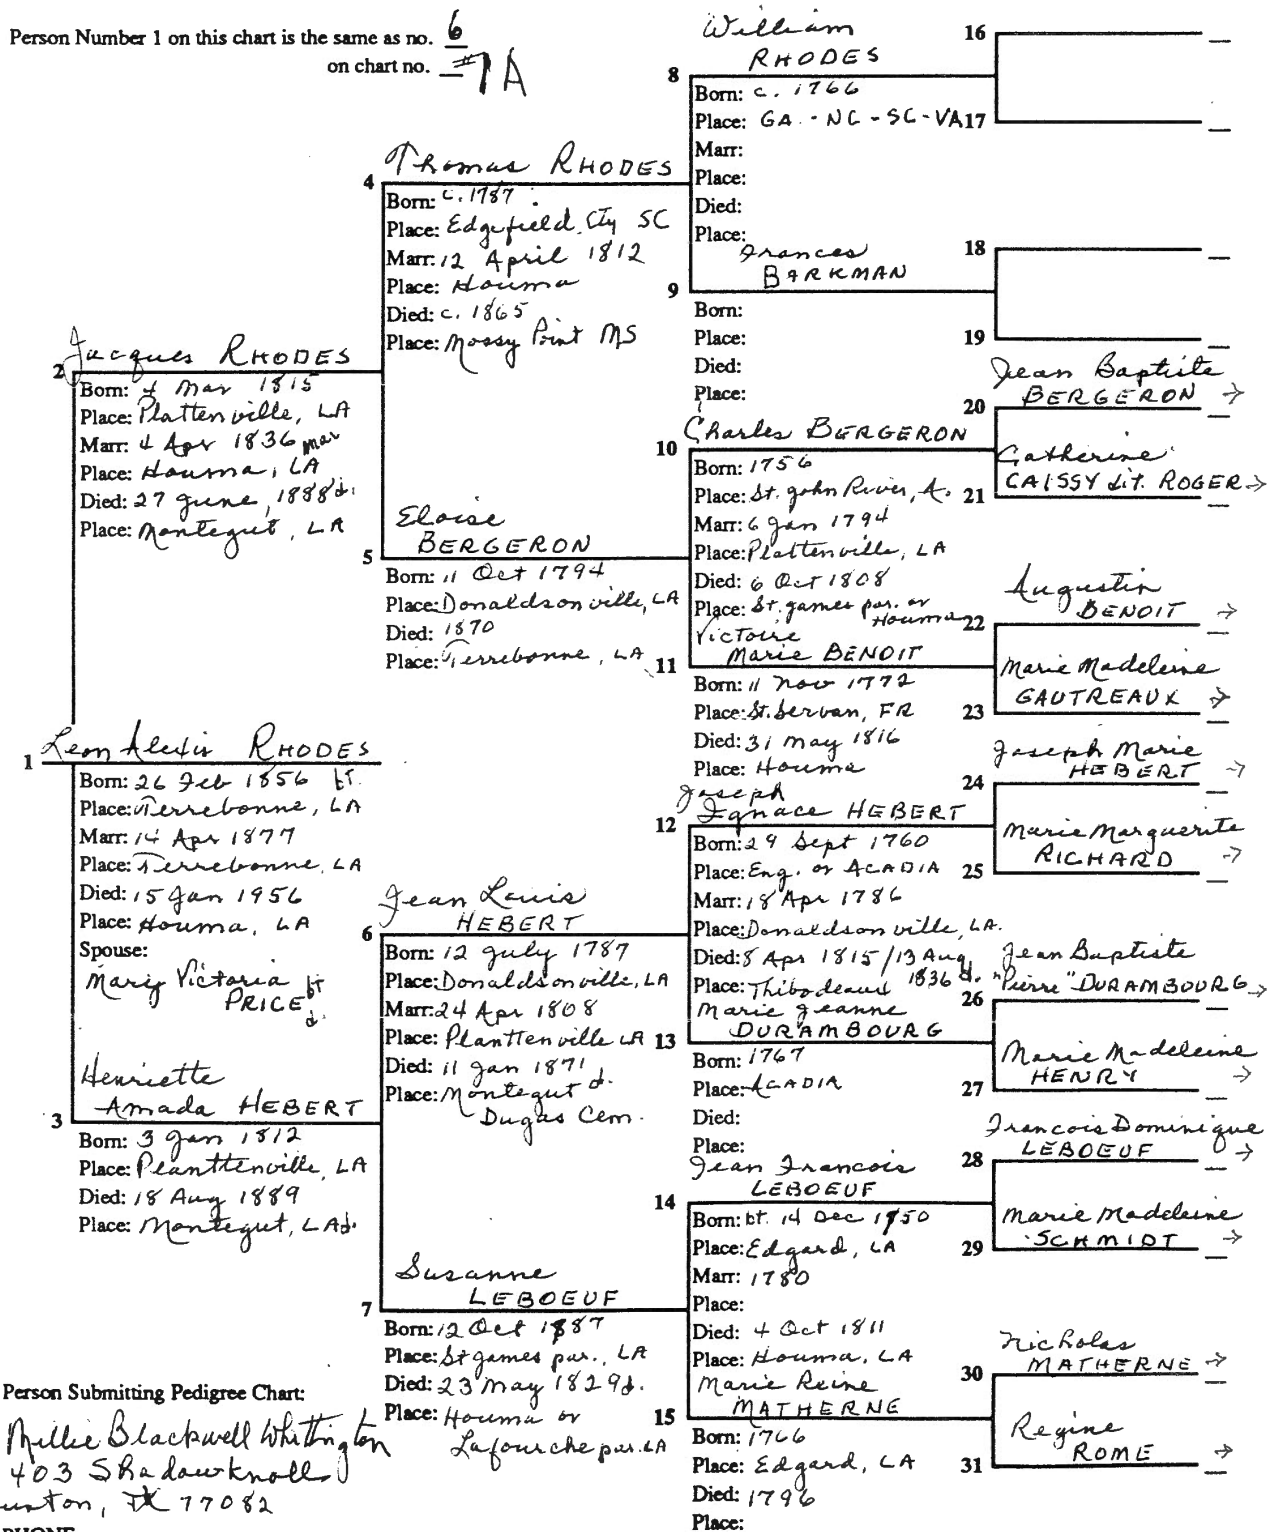 Person Number 1 on this chart is the same as no. 6
on chart no. #7A
William
RHODES
8
Born: c. 1766
Place: GA. - NC - SC - VA
Marr:
Place:
Died:
Place:
16
17
Thomas RHODES
4
Born: c. 1787.
Place: Edgefield Cty SC
Marr: 12 April 1812
Place: Houma
Died: c. 1865
Place: Mossy Point MS
Frances
BARKMAN
9
Born:
Place:
Died:
Place:
18
19
Jacques RHODES
2
Born: 4 Mar 1815
Place: Plattenville, LA
Marr: 4 Apr 1836 mar
Place: Houma, LA
Died: 27 June, 1888 d.
Place: Montegut, LA
Charles BERGERON
10
Born: 1756
Place: St. John River, A.
Marr: 6 Jan 1794
Place: Plattenville, LA
Died: 6 Oct 1808
Place: St. James par. or
Houma
Jean Baptiste
BERGERON →
20
Catherine
CAISSY dit. ROGER →
21
Eloise
BERGERON
5
Born: 11 Oct 1794
Place: Donaldsonville, LA
Died: 1870
Place: Terrebonne, LA
Victoire
Marie BENOIT
11
Born: 11 Nov 1772
Place: St. Servan, FR
Died: 31 May 1816
Place: Houma
Augustin
BENOIT →
22
Marie Madeleine
GAUTREAUX →
23
Leon Alexis RHODES
1
Born: 26 Feb 1856 bt.
Place: Terrebonne, LA
Marr: 14 Apr 1877
Place: Terrebonne, LA
Died: 15 Jan 1956
Place: Houma, LA
Spouse:
Mary Victoria bt
PRICE d.
Joseph
Ignace HEBERT
12
Born: 29 Sept 1760
Place: Eng. or ACADIA
Marr: 18 Apr 1786
Place: Donaldsonville, LA.
Died: 8 Apr 1815/13 Aug
1836 d.
Place: Thibodeaux
Joseph Marie
HEBERT →
24
Marie Marguerite
RICHARD →
25
Jean Louis
HEBERT
6
Born: 12 July 1787
Place: Donaldsonville, LA
Marr: 24 Apr 1808
Place: Planttenville LA
Died: 11 Jan 1871
Place: Montegut d.
Dugas Cem.
Marie Jeanne
DURAMBOURG
13
Born: 1767
Place: ACADIA
Died:
Place:
Jean Baptiste
"Pierre" DURAMBOURG →
26
Marie Madeleine
HENRY →
27
Henriette
Amada HEBERT
3
Born: 3 Jan 1812
Place: Planttenville, LA
Died: 18 Aug 1889
Place: Montegut, LA d.
Jean Francois
LEBOEUF
14
Born: bt. 14 Dec 1750
Place: Edgard, LA
Marr: 1780
Place:
Died: 4 Oct 1811
Place: Houma, LA
Francois Dominique
LEBOEUF →
28
Marie Madeleine
SCHMIDT →
29
Susanne
LEBOEUF
7
Born: 12 Oct 1787
Place: St James par., LA
Died: 23 May 1829 d.
Place: Houma or
Lafourche par. LA
Marie Reine
MATHERNE
15
Born: 1766
Place: Edgard, LA
Died: 1796
Place:
Nicholas
MATHERNE →
30
Regine
ROME →
31
Person Submitting Pedigree Chart:
Millie Blackwell Whittington
403 Shadowknolls
uston, TX 77082